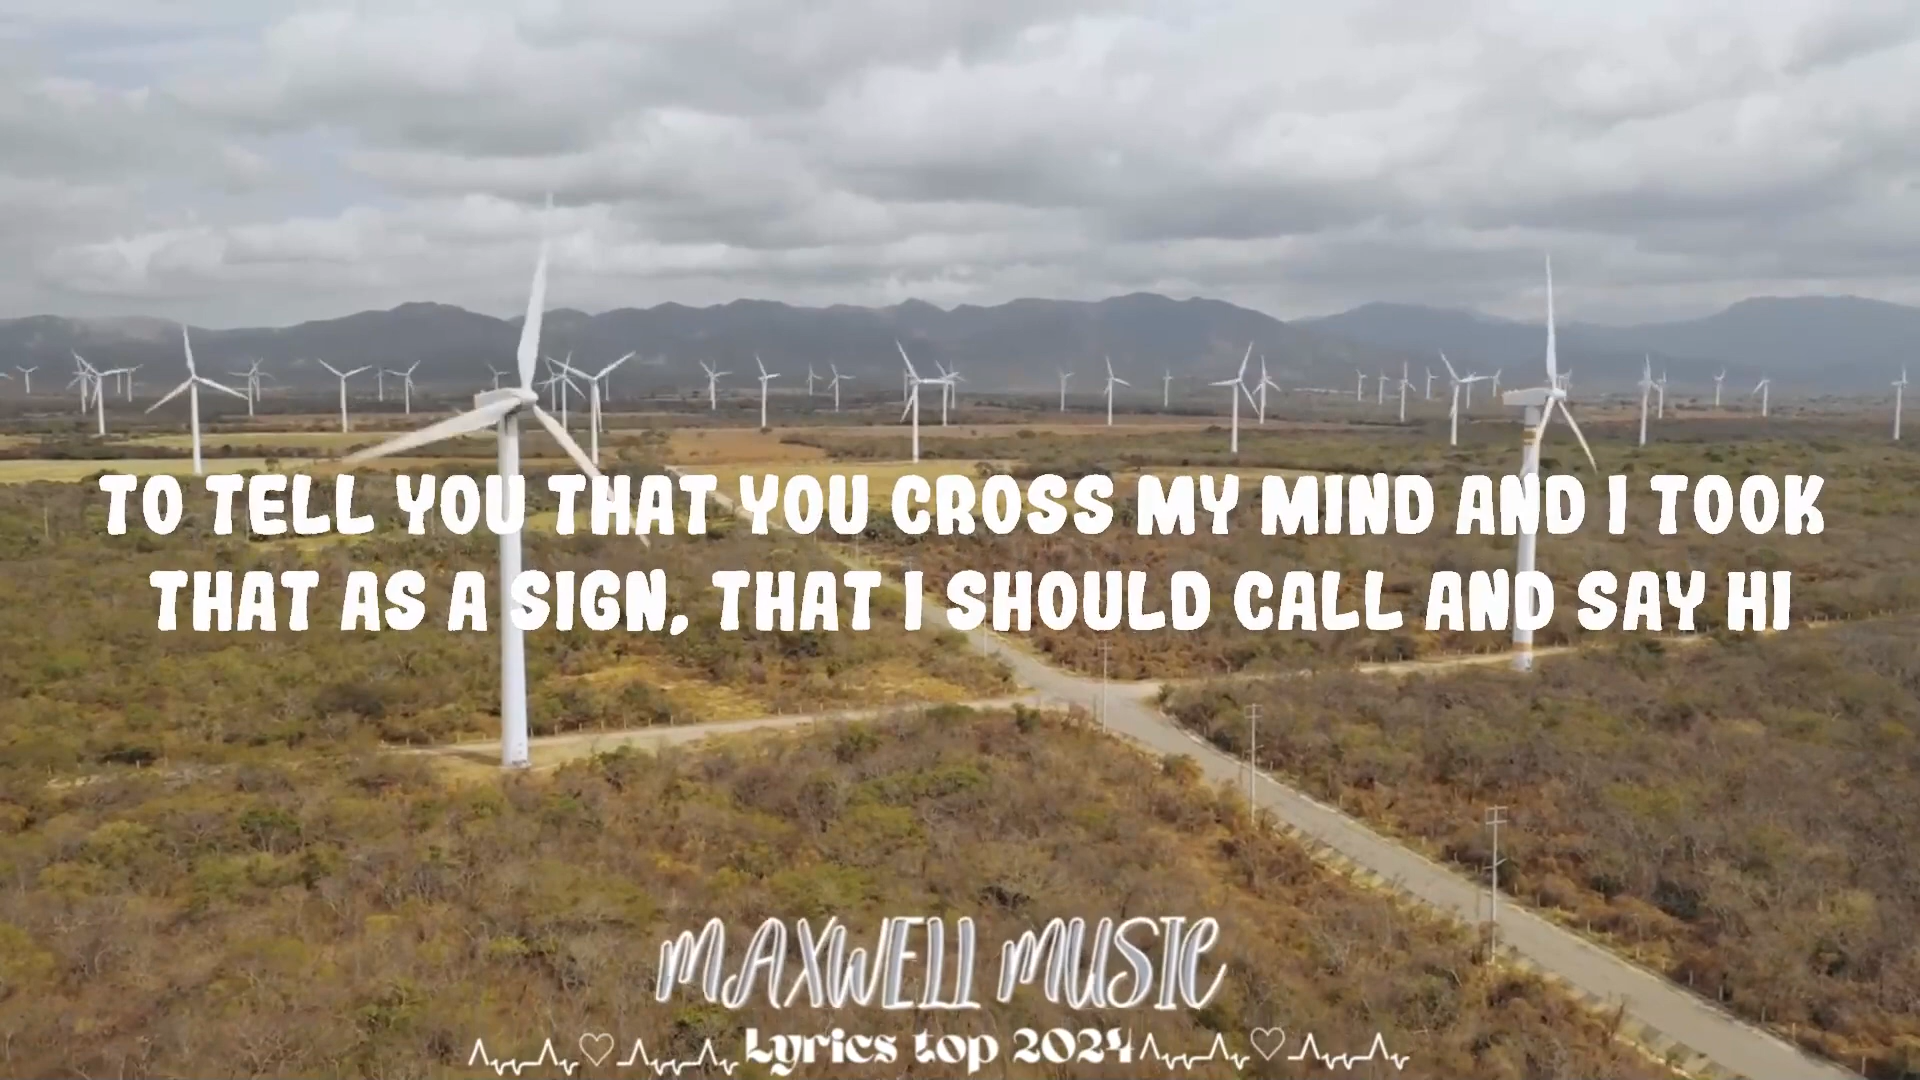 TO TELL YOU THAT YOU CROSS MY MIND AND I TOOK
THAT AS A SIGN, THAT I SHOULD CALL AND SAY HI
MAXWELL MUSIC
Lyrics top 2024